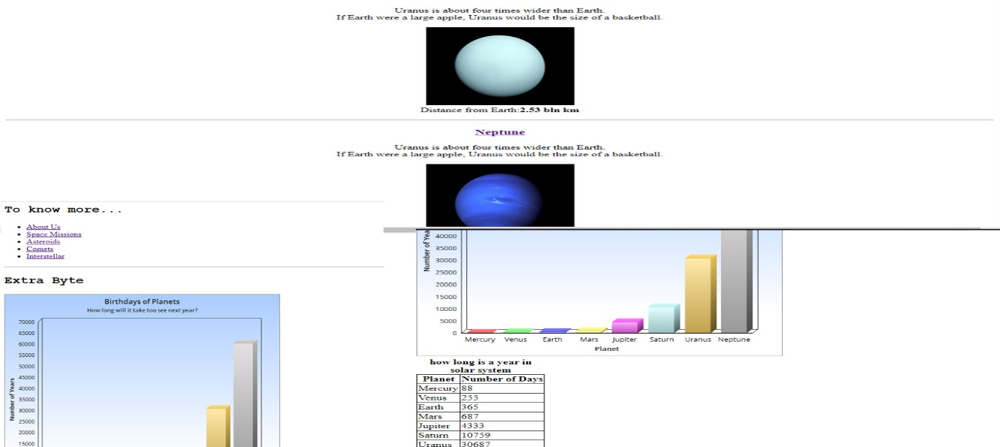 Uranus is about four times wider than Earth.
If Earth were a large apple, Uranus would be the size of a basketball.
Distance from Earth:2.53 bln km
Neptune
Uranus is about four times wider than Earth.
If Earth were a large apple, Uranus would be the size of a basketball.
To know more...
About Us
Space Missions
Asteroids
Comets
Interstellar
Extra Byte
Birthdays of Planets
How long will it take too see next year?
70000
65000
60000
55000
50000
45000
40000
35000
30000
25000
20000
15000
Number of Years
Number of Yea
40000
35000
30000
25000
20000
15000
10000
5000
0
Mercury Venus Earth Mars Jupiter Saturn Uranus Neptune
Planet
how long is a year in
solar system
Planet Number of Days
Mercury 88
Venus 255
Earth 365
Mars 687
Jupiter 4333
Saturn 10759
Uranus 30687